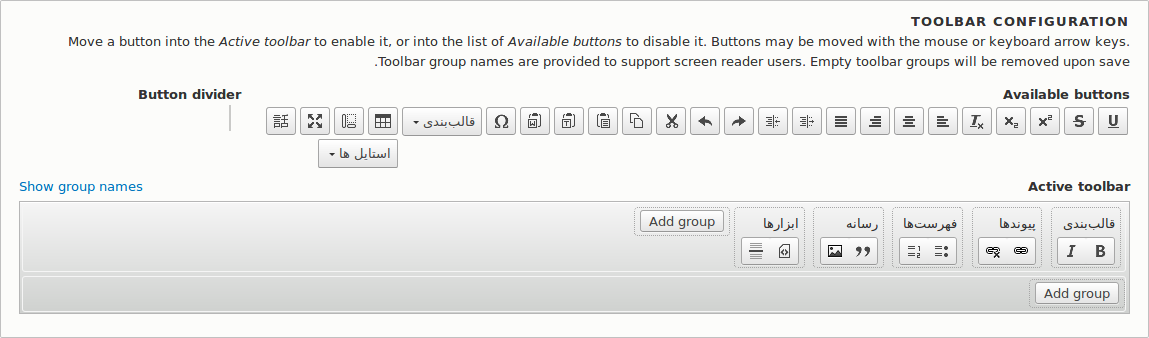 TOOLBAR CONFIGURATION
Move a button into the Active toolbar to enable it, or into the list of Available buttons to disable it. Buttons may be moved with the mouse or keyboard arrow keys.
.Toolbar group names are provided to support screen reader users. Empty toolbar groups will be removed upon save
Available buttons
Button divider
قالب‌بندی
استایل ها
Active toolbar
Show group names
قالب‌بندی
پیوندها
فهرست‌ها
رسانه
ابزارها
Add group
Add group